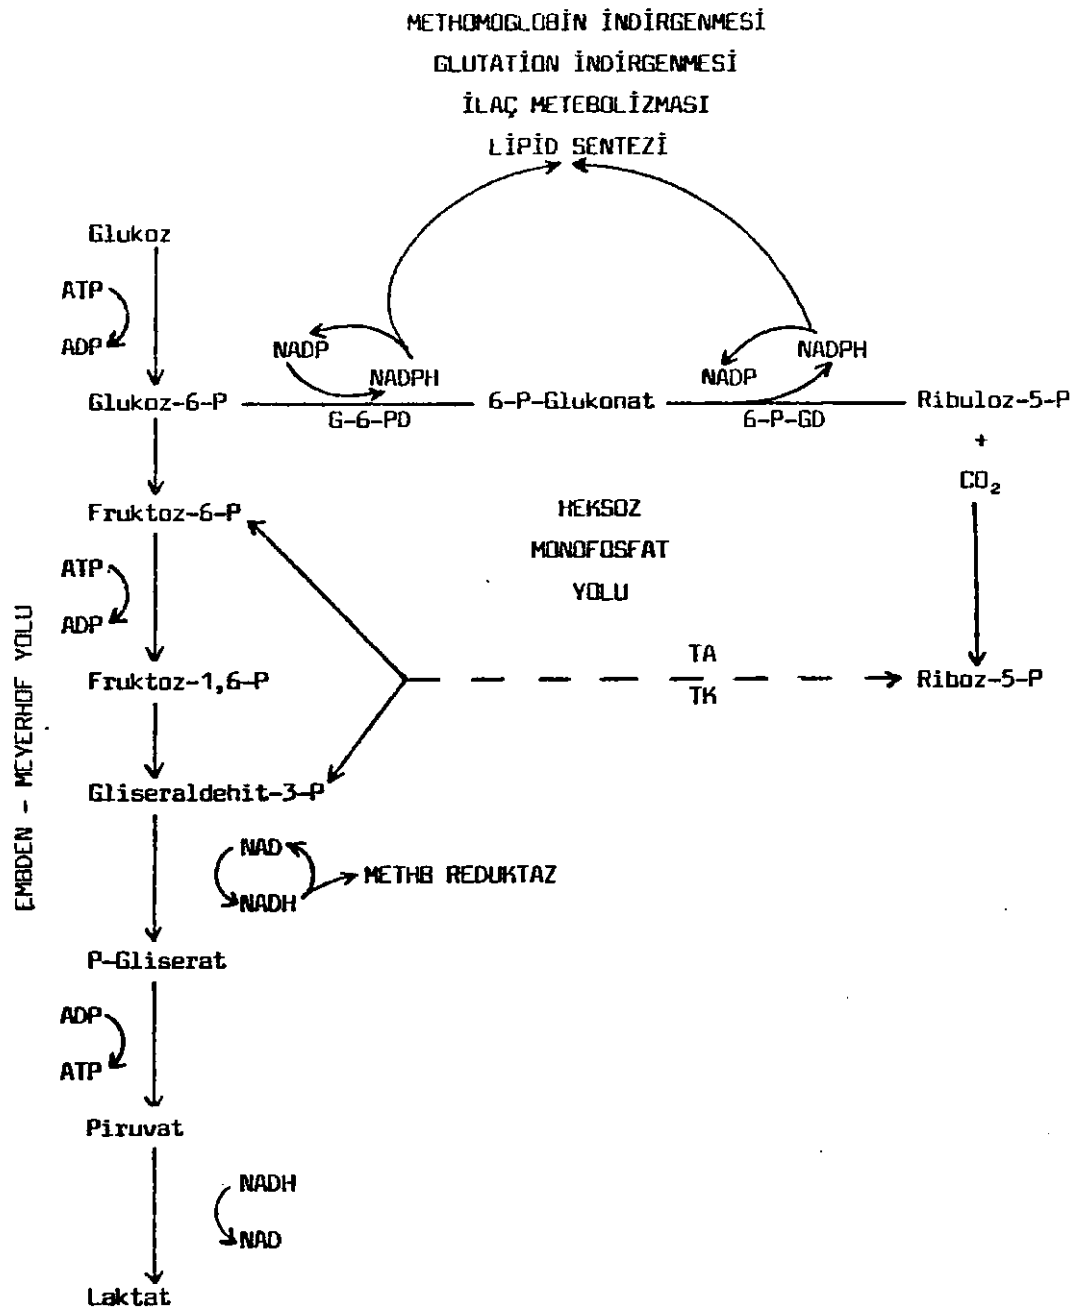 METHOMOGLOBİN İNDİRGENMESİ
GLUTATİON İNDİRGENMESİ
İLAÇ METEBOLİZMASI
LİPİD SENTEZİ
Glukoz
ATP
ADP
NADP
NADPH
NADP
NADPH
Glukoz-6-P
G-6-PD
6-P-Glukonat
6-P-GD
Ribuloz-5-P
+
CO₂
Fruktoz-6-P
HEKSOZ
MONOFOSFAT
YOLU
ATP
ADP
EMBDEN - MEYERHOF YOLU
Fruktoz-1,6-P
TA
TK
Riboz-5-P
Gliseraldehit-3-P
NAD
NADH
METHB REDUKTAZ
P-Gliserat
ADP
ATP
Piruvat
NADH
NAD
Laktat